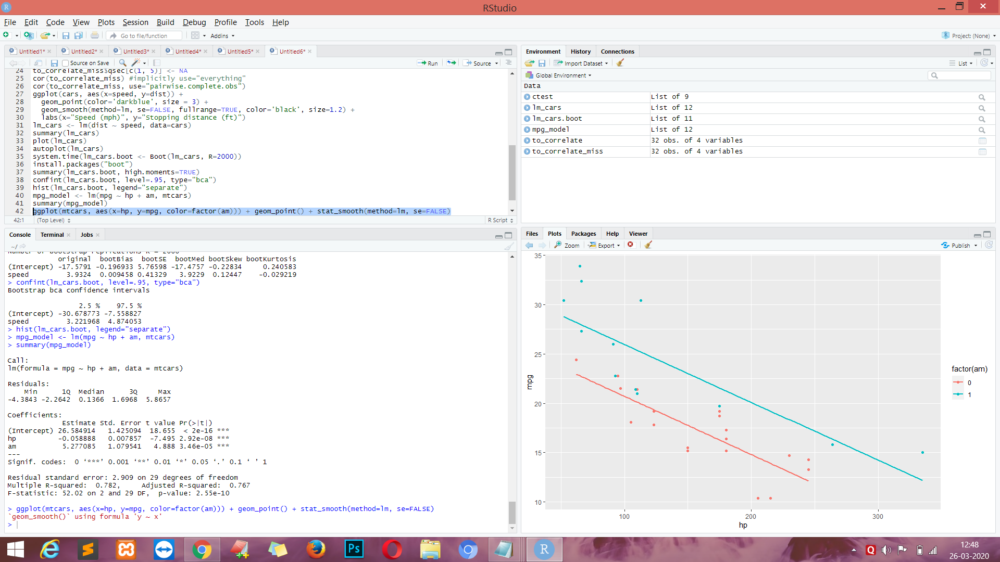 RStudio
File Edit Code View Plots Session Build Debug Profile Tools Help
Go to file/function Addins Project: (None)
Untitled1* Untitled2* Untitled3* Untitled4* Untitled5* Untitled6*
Source on Save Run Source
24 to_correlate_miss$qsec[c(1, 5)] <- NA
25 cor(to_correlate_miss) #implicitly use="everything"
26 cor(to_correlate_miss, use="pairwise.complete.obs")
27 ggplot(cars, aes(x=speed, y=dist)) +
28 geom_point(color='darkblue', size = 3) +
29 geom_smooth(method=lm, se=FALSE, fullrange=TRUE, color='black', size=1.2) +
30 labs(x="Speed (mph)", y="Stopping distance (ft)")
31 lm_cars <- lm(dist ~ speed, data=cars)
32 summary(lm_cars)
33 plot(lm_cars)
34 autoplot(lm_cars)
35 system.time(lm_cars.boot <- Boot(lm_cars, R=2000))
36 install.packages("boot")
37 summary(lm_cars.boot, high.moments=TRUE)
38 confint(lm_cars.boot, level=.95, type="bca")
39 hist(lm_cars.boot, legend="separate")
40 mpg_model <- lm(mpg ~ hp + am, mtcars)
41 summary(mpg_model)
42 ggplot(mtcars, aes(x=hp, y=mpg, color=factor(am))) + geom_point() + stat_smooth(method=lm, se=FALSE)
42:1 (Top Level) R Script
Console Terminal Jobs
~/
Number of bootstrap replications R = 2000
original bootBias bootSE bootMed bootSkew bootKurtosis
(Intercept) -17.5791 -0.196933 5.76598 -17.4757 -0.22834 0.240583
speed 3.9324 0.009458 0.41329 3.9229 0.12447 -0.029219
> confint(lm_cars.boot, level=.95, type="bca")
Bootstrap bca confidence intervals
2.5 % 97.5 %
(Intercept) -30.678773 -7.558827
speed 3.221968 4.874053
> hist(lm_cars.boot, legend="separate")
> mpg_model <- lm(mpg ~ hp + am, mtcars)
> summary(mpg_model)
Call:
lm(formula = mpg ~ hp + am, data = mtcars)
Residuals:
Min 1Q Median 3Q Max
-4.3843 -2.2642 0.1366 1.6968 5.8657
Coefficients:
Estimate Std. Error t value Pr(>|t|)
(Intercept) 26.584914 1.425094 18.655 < 2e-16 ***
hp -0.058888 0.007857 -7.495 2.92e-08 ***
am 5.277085 1.079541 4.888 3.46e-05 ***
---
Signif. codes: 0 ‘***’ 0.001 ‘**’ 0.01 ‘*’ 0.05 ‘.’ 0.1 ‘ ’ 1
Residual standard error: 2.909 on 29 degrees of freedom
Multiple R-squared: 0.782, Adjusted R-squared: 0.767
F-statistic: 52.02 on 2 and 29 DF, p-value: 2.55e-10
> ggplot(mtcars, aes(x=hp, y=mpg, color=factor(am))) + geom_point() + stat_smooth(method=lm, se=FALSE)
`geom_smooth()` using formula 'y ~ x'
>
Environment History Connections
Import Dataset List
Global Environment
Data
ctest List of 9
lm_cars List of 12
lm_cars.boot List of 11
mpg_model List of 12
to_correlate 32 obs. of 4 variables
to_correlate_miss 32 obs. of 4 variables
Files Plots Packages Help Viewer
Zoom Export Publish
35
30
25
20
15
10
mpg
100 200 300
hp
factor(am)
0
1
Ps
R
Q
12:48
26-03-2020